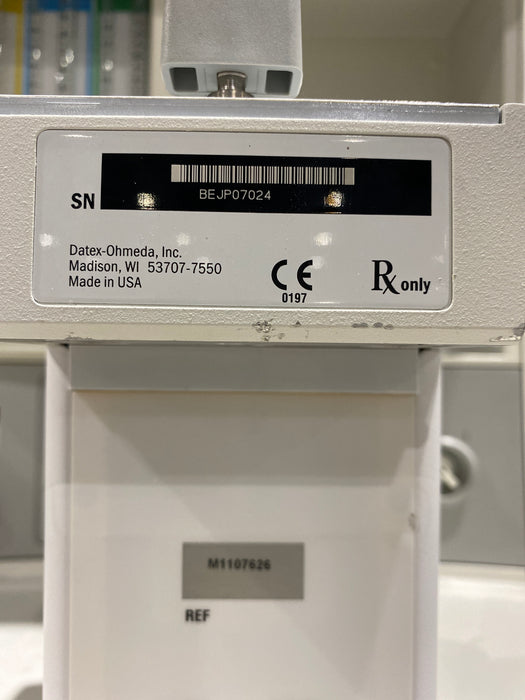 SN
BEJP07024
Datex-Ohmeda, Inc.
Madison, WI 53707-7550
Made in USA
CE
0197
Rx only
M1107626
REF